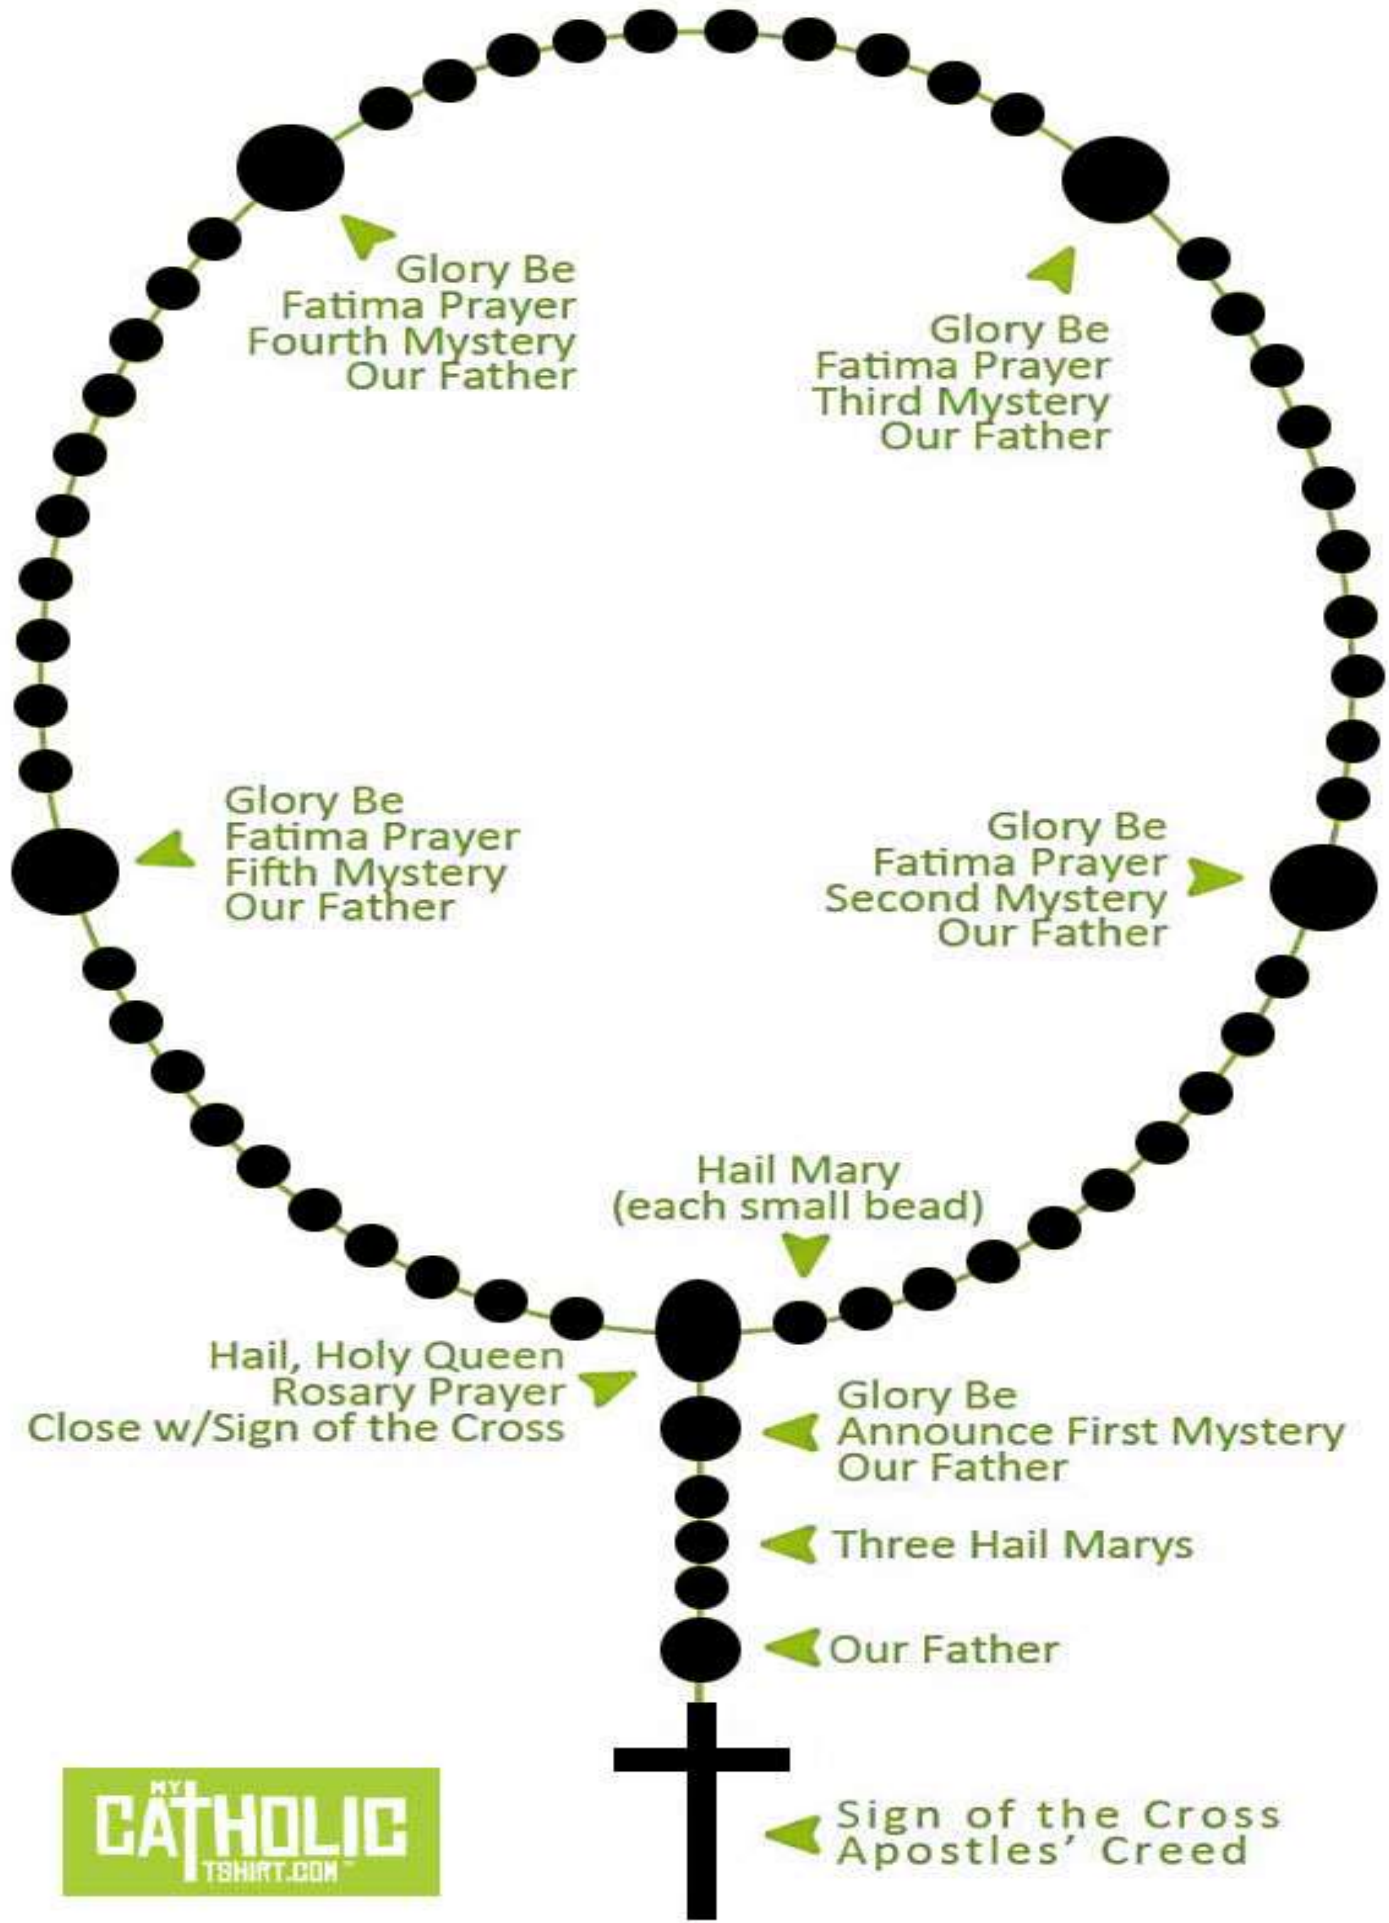 Glory Be
Fatima Prayer
Fourth Mystery
Our Father
Glory Be
Fatima Prayer
Third Mystery
Our Father
Glory Be
Fatima Prayer
Fifth Mystery
Our Father
Glory Be
Fatima Prayer
Second Mystery
Our Father
Hail Mary
(each small bead)
Hail, Holy Queen
Rosary Prayer
Close w/Sign of the Cross
Glory Be
Announce First Mystery
Our Father
Three Hail Marys
Our Father
Sign of the Cross
Apostles’ Creed
MY
CATHOLIC
TSHIRT.COM™